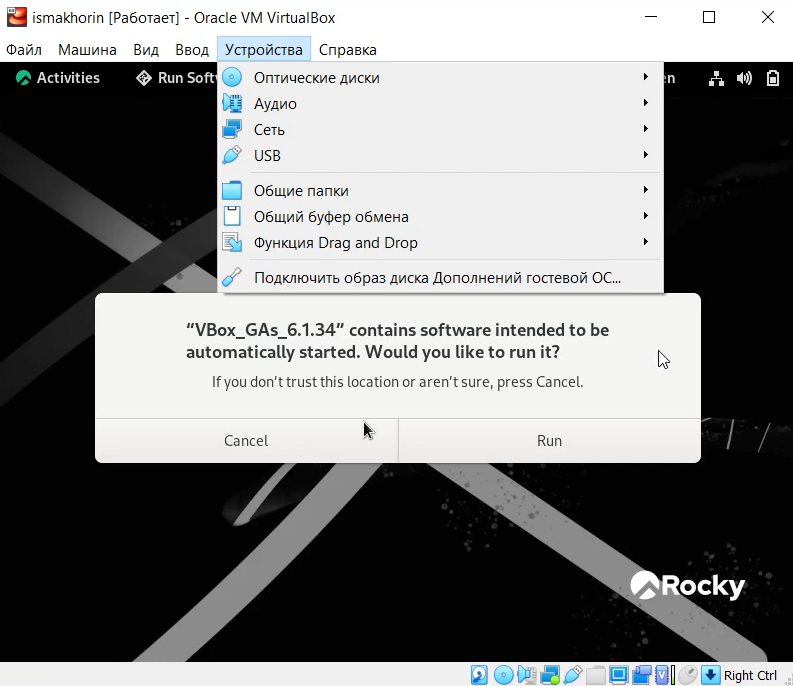 ismakhorin [Работает] - Oracle VM VirtualBox
Файл Машина Вид Ввод Устройства Справка
Activities Run Soft en
Оптические диски
Аудио
Сеть
USB
Общие папки
Общий буфер обмена
Функция Drag and Drop
Подключить образ диска Дополнений гостевой ОС...
“VBox_GAs_6.1.34” contains software intended to be
automatically started. Would you like to run it?
If you don’t trust this location or aren’t sure, press Cancel.
Cancel Run
Rocky
Right Ctrl